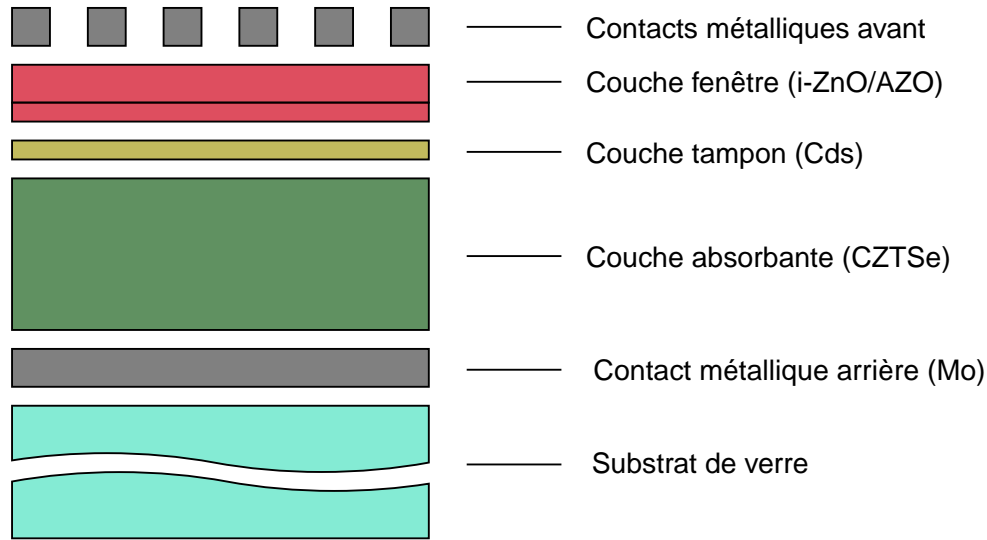 Contacts métalliques avant
Couche fenêtre (i-ZnO/AZO)
Couche tampon (Cds)
Couche absorbante (CZTSe)
Contact métallique arrière (Mo)
Substrat de verre